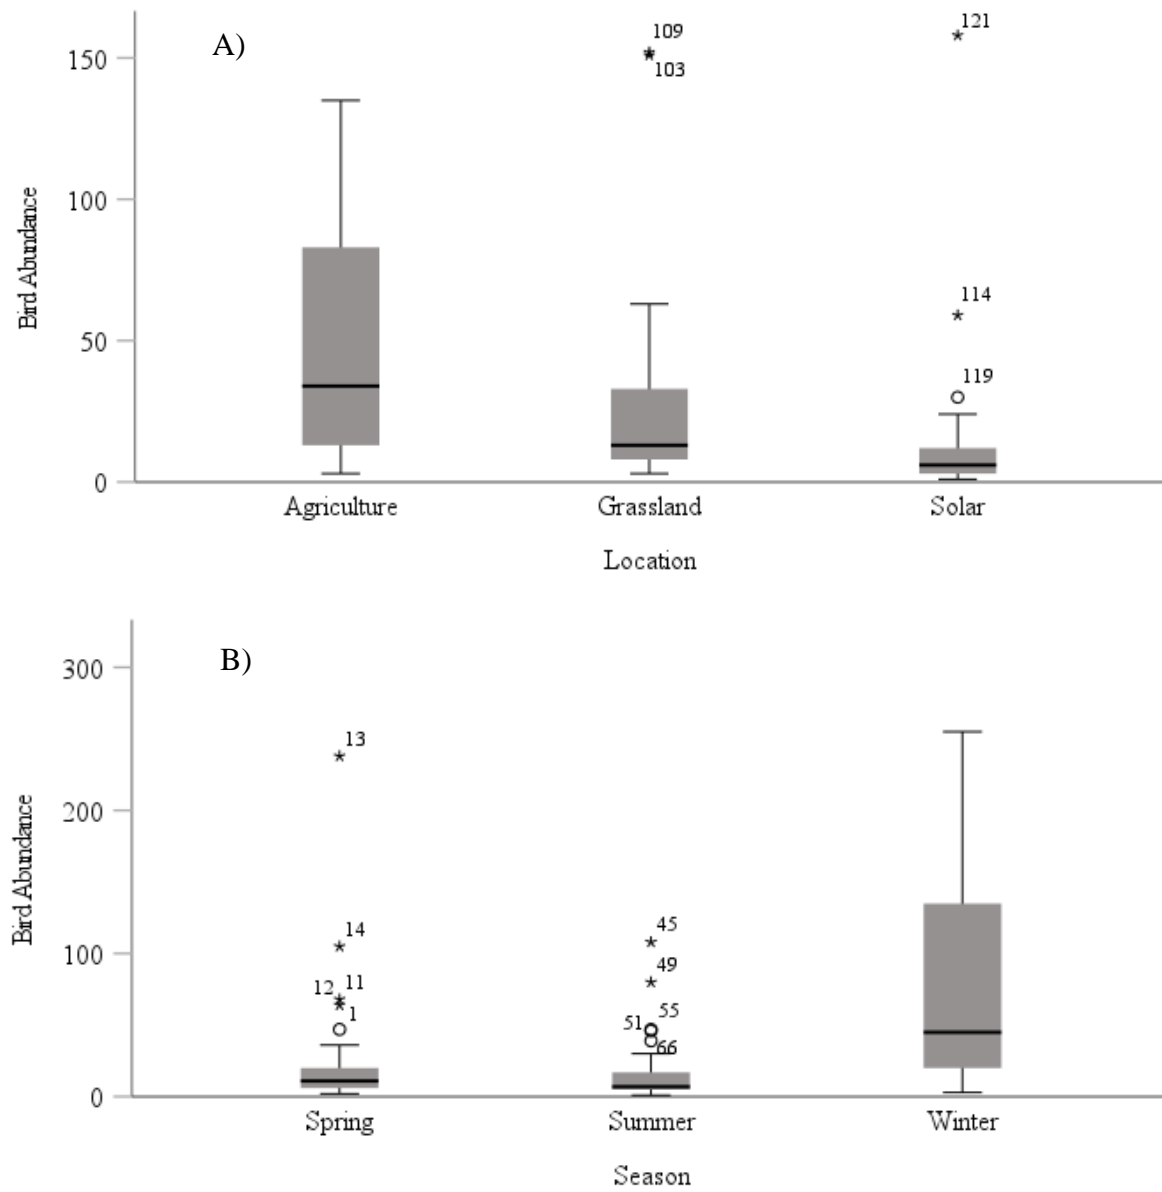 A)
121
109
150
103
100
Bird Abundance
114
50
119
0
Agriculture Grassland Solar
Location
B)
300
13
200
Bird Abundance
14
45
100
49
12 11
1
51 55
66
0
Spring Summer Winter
Season